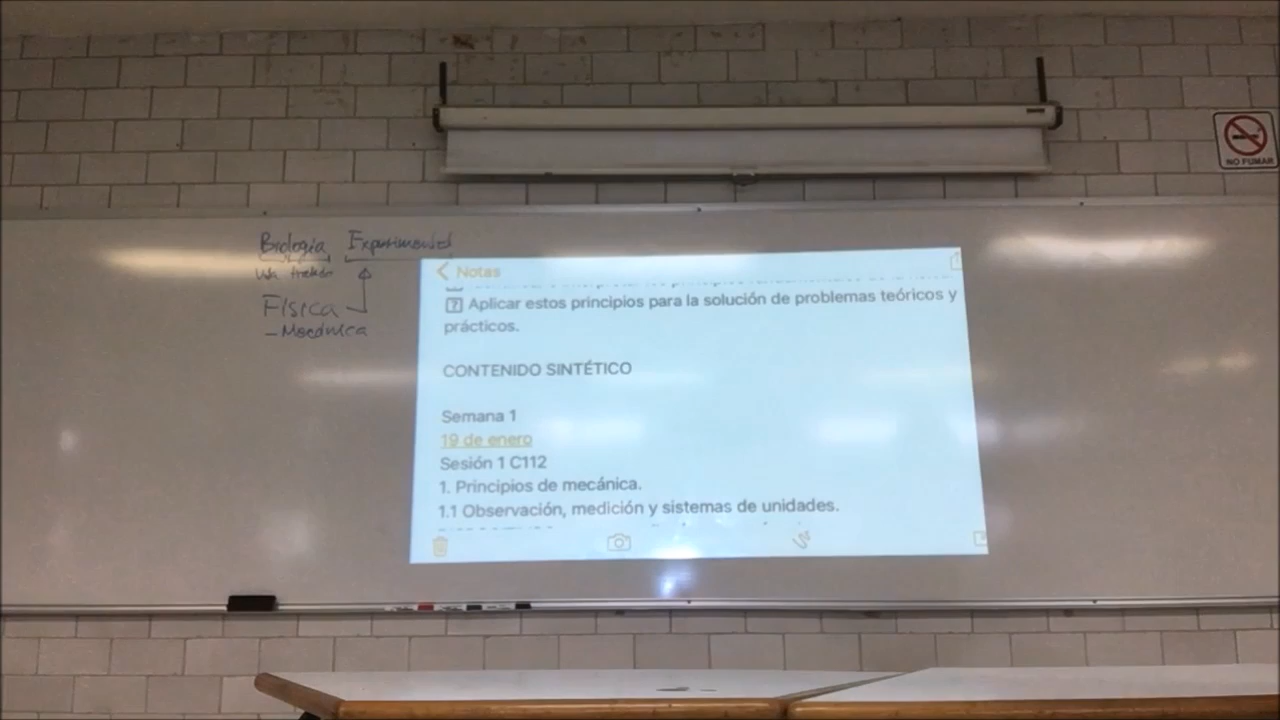 NO FUMAR
Biología Experimental
Física
- Mecánica
Notas
Aplicar estos principios para la solución de problemas teóricos y
prácticos.
CONTENIDO SINTÉTICO
Semana 1
19 de enero
Sesión 1 C112
1. Principios de mecánica.
1.1 Observación, medición y sistemas de unidades.